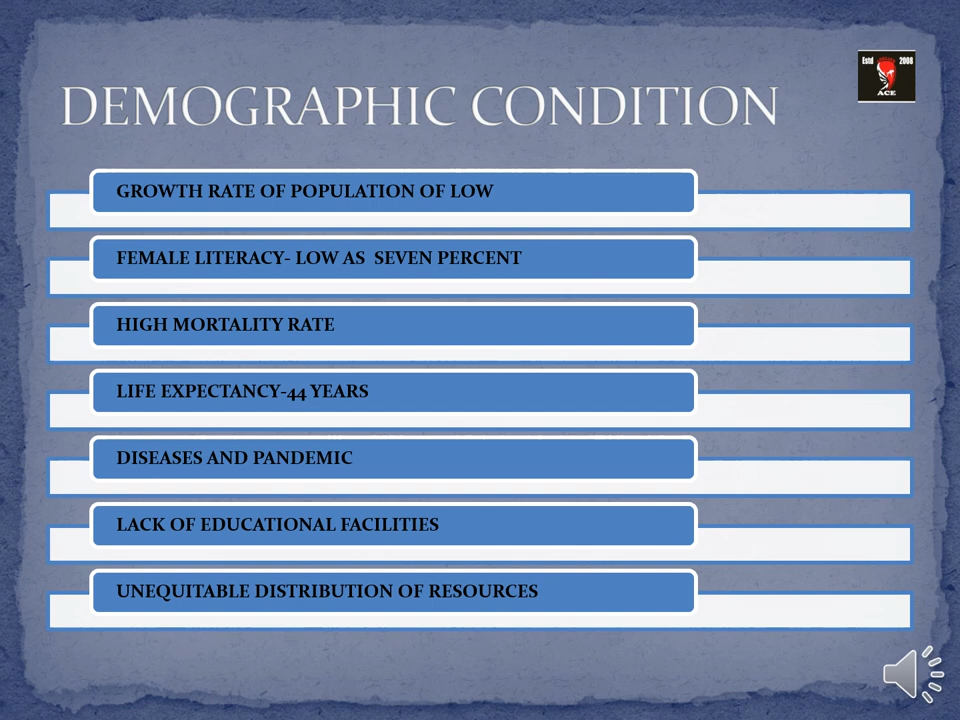 Estd 2008
ACE
DEMOGRAPHIC CONDITION
GROWTH RATE OF POPULATION OF LOW
FEMALE LITERACY- LOW AS SEVEN PERCENT
HIGH MORTALITY RATE
LIFE EXPECTANCY-44 YEARS
DISEASES AND PANDEMIC
LACK OF EDUCATIONAL FACILITIES
UNEQUITABLE DISTRIBUTION OF RESOURCES